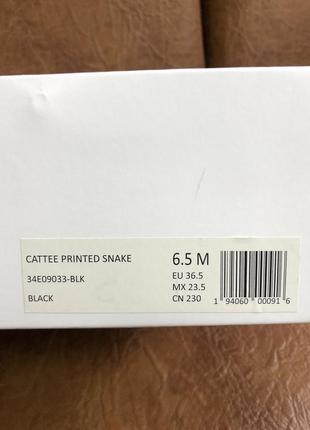 CATTEE PRINTED SNAKE
34E09033-BLK
BLACK
6.5 M
EU 36.5
MX 23.5
CN 230
1 94060 00091 6